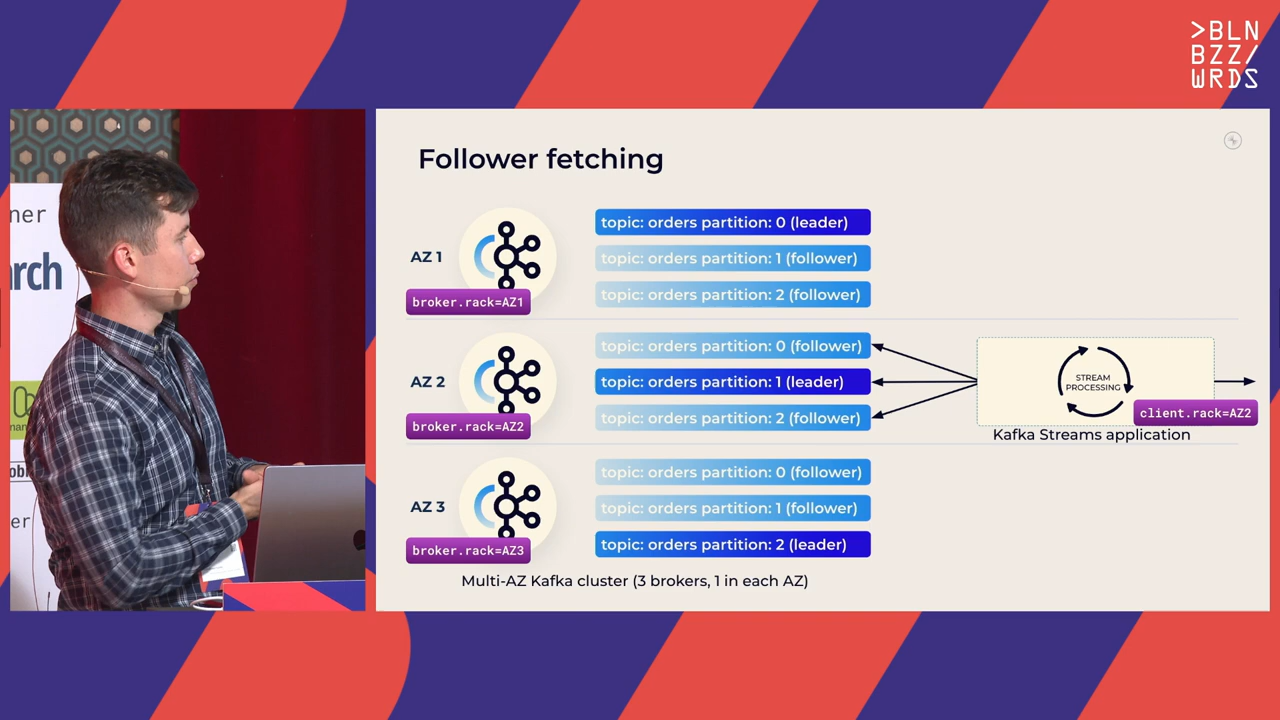 >BLN
BZZ/
WRDS
ner
rch
er
Follower fetching
AZ 1
broker.rack=AZ1
topic: orders partition: 0 (leader)
topic: orders partition: 1 (follower)
topic: orders partition: 2 (follower)
AZ 2
broker.rack=AZ2
topic: orders partition: 0 (follower)
topic: orders partition: 1 (leader)
topic: orders partition: 2 (follower)
STREAM
PROCESSING
client.rack=AZ2
Kafka Streams application
AZ 3
broker.rack=AZ3
topic: orders partition: 0 (follower)
topic: orders partition: 1 (follower)
topic: orders partition: 2 (leader)
Multi-AZ Kafka cluster (3 brokers, 1 in each AZ)